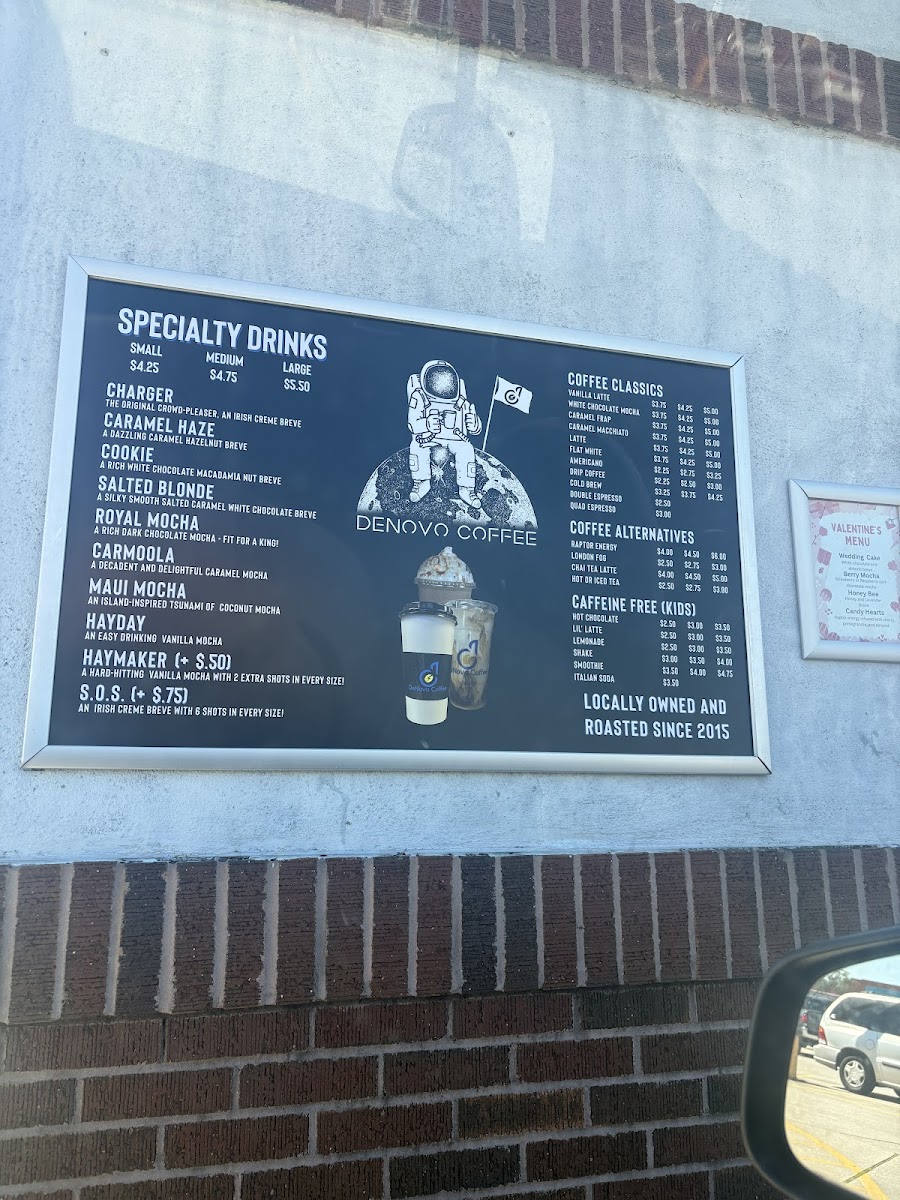 SPECIALTY DRINKS
SMALL MEDIUM LARGE
$4.25 $4.75 $5.50
CHARGER
THE ORIGINAL CROWD-PLEASER, AN IRISH CREME BREVE
CARAMEL HAZE
A DAZZLING CARAMEL HAZELNUT BREVE
COOKIE
A RICH WHITE CHOCOLATE MACADAMIA NUT BREVE
SALTED BLONDE
A SILKY SMOOTH SALTED CARAMEL WHITE CHOCOLATE BREVE
ROYAL MOCHA
A RICH DARK CHOCOLATE MOCHA - FIT FOR A KING!
CARMOOLA
A DECADENT AND DELIGHTFUL CARAMEL MOCHA
MAUI MOCHA
AN ISLAND-INSPIRED TSUNAMI OF COCONUT MOCHA
HAYDAY
AN EASY DRINKING VANILLA MOCHA
HAYMAKER (+ $.50)
A HARD-HITTING VANILLA MOCHA WITH 2 EXTRA SHOTS IN EVERY SIZE!
S.O.S. (+ $.75)
AN IRISH CREME BREVE WITH 6 SHOTS IN EVERY SIZE!
DENOVO COFFEE
DeNovo Coffee
DeNovo Coffee
COFFEE CLASSICS
VANILLA LATTE $3.75 $4.25 $5.00
WHITE CHOCOLATE MOCHA $3.75 $4.25 $5.00
CARAMEL FRAP $3.75 $4.25 $5.00
CARAMEL MACCHIATO $3.75 $4.25 $5.00
LATTE $3.75 $4.25 $5.00
FLAT WHITE $3.75 $4.25 $5.00
AMERICANO $2.25 $2.75 $3.25
DRIP COFFEE $2.25 $2.50 $3.00
COLD BREW $3.25 $3.75 $4.25
DOUBLE ESPRESSO $2.50
QUAD ESPRESSO $3.00
COFFEE ALTERNATIVES
RAPTOR ENERGY $4.00 $4.50 $6.00
LONDON FOG $2.50 $2.75 $3.00
CHAI TEA LATTE $4.00 $4.50 $5.00
HOT OR ICED TEA $2.50 $2.75 $3.00
CAFFEINE FREE (KIDS)
HOT CHOCOLATE $2.50 $3.00 $3.50
LIL' LATTE $2.50 $3.00 $3.50
LEMONADE $2.50 $3.00 $3.50
SHAKE $3.00 $3.50 $4.00
SMOOTHIE $3.50 $4.00 $4.75
ITALIAN SODA $3.50
LOCALLY OWNED AND
ROASTED SINCE 2015
VALENTINE'S
MENU
Wedding Cake
Berry Mocha
Honey Bee
Candy Hearts